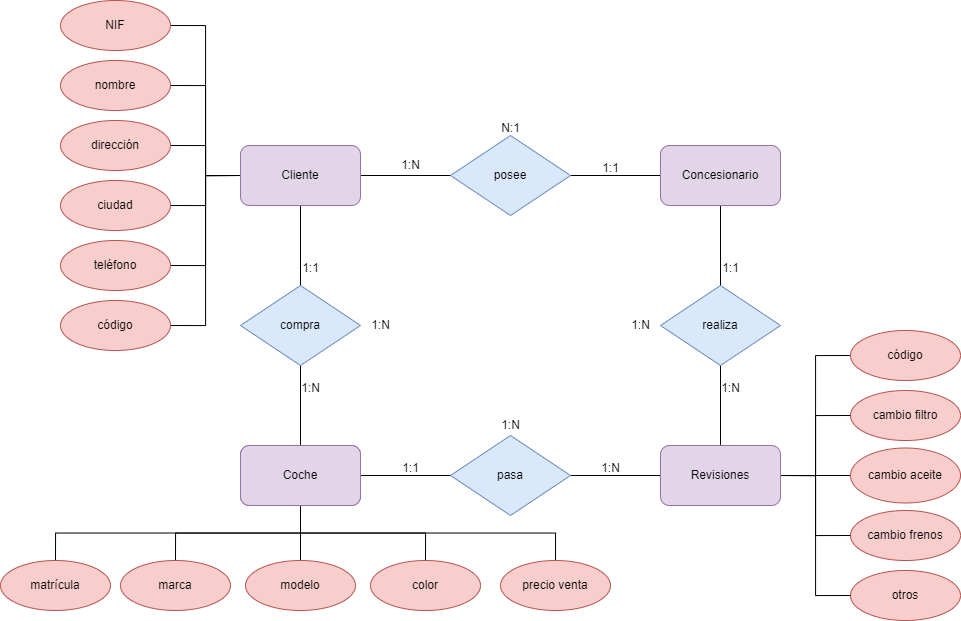 NIF
nombre
dirección
ciudad
teléfono
código
N:1
Cliente
1:N
posee
1:1
Concesionario
1:1
compra
1:N
1:N
1:1
1:N
realiza
1:N
Coche
1:1
1:N
pasa
1:N
Revisiones
código
cambio filtro
cambio aceite
cambio frenos
otros
matrícula
marca
modelo
color
precio venta